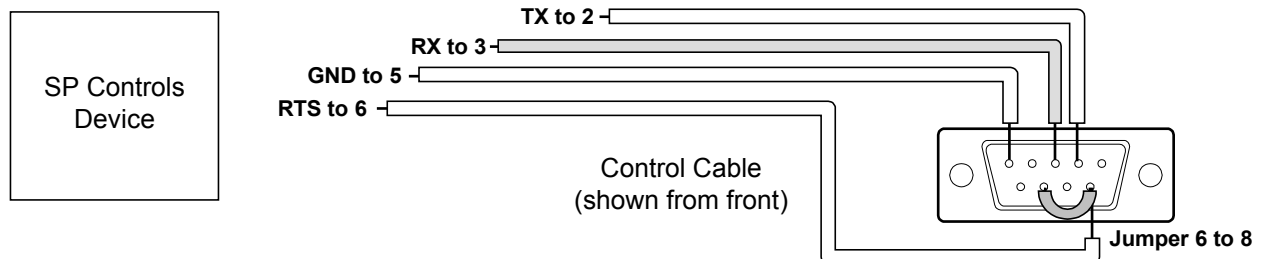 TX to 2
RX to 3
GND to 5
RTS to 6
SP Controls
Device
Control Cable
(shown from front)
Jumper 6 to 8